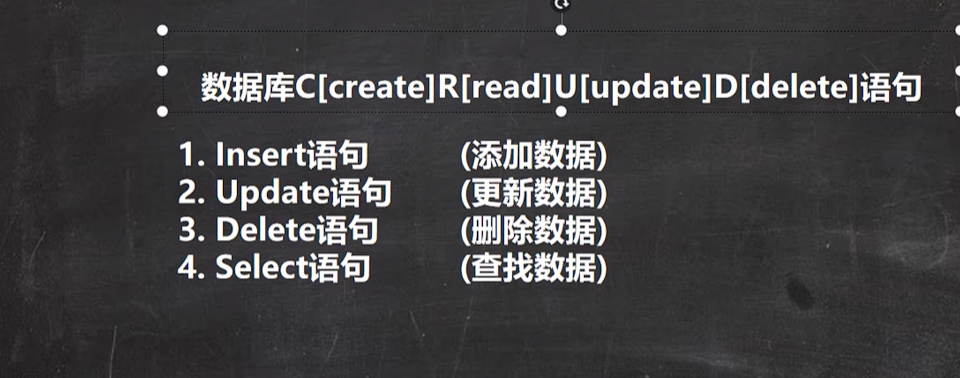 数据库C[create]R[read]U[update]D[delete]语句
1. Insert语句 (添加数据)
2. Update语句 (更新数据)
3. Delete语句 (删除数据)
4. Select语句 (查找数据)